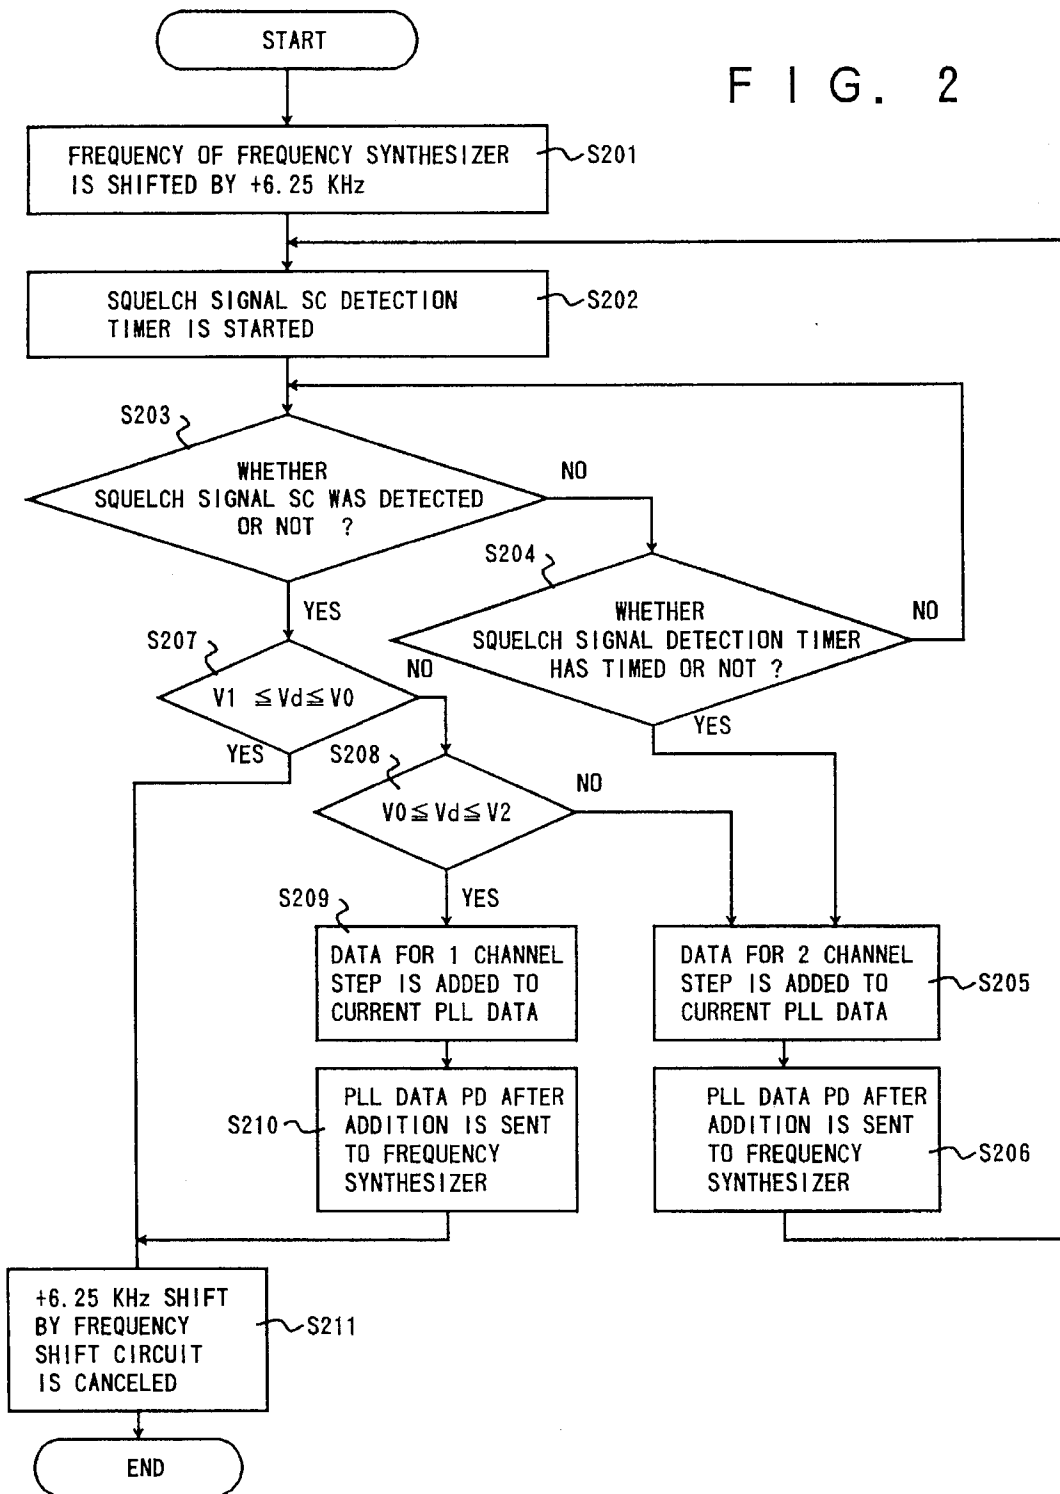 START
F I G. 2
FREQUENCY OF FREQUENCY SYNTHESIZER
IS SHIFTED BY +6.25 KHz
S201
SQUELCH SIGNAL SC DETECTION
TIMER IS STARTED
S202
S203
WHETHER
SQUELCH SIGNAL SC WAS DETECTED
OR NOT ?
NO
YES
S204
WHETHER
SQUELCH SIGNAL DETECTION TIMER
HAS TIMED OR NOT ?
NO
YES
S207
V1 ≦ Vd ≦ V0
NO
YES
S208
V0 ≦ Vd ≦ V2
NO
YES
S209
DATA FOR 1 CHANNEL
STEP IS ADDED TO
CURRENT PLL DATA
DATA FOR 2 CHANNEL
STEP IS ADDED TO
CURRENT PLL DATA
S205
S210
PLL DATA PD AFTER
ADDITION IS SENT
TO FREQUENCY
SYNTHESIZER
PLL DATA PD AFTER
ADDITION IS SENT
TO FREQUENCY
SYNTHESIZER
S206
+6.25 KHz SHIFT
BY FREQUENCY
SHIFT CIRCUIT
IS CANCELED
S211
END